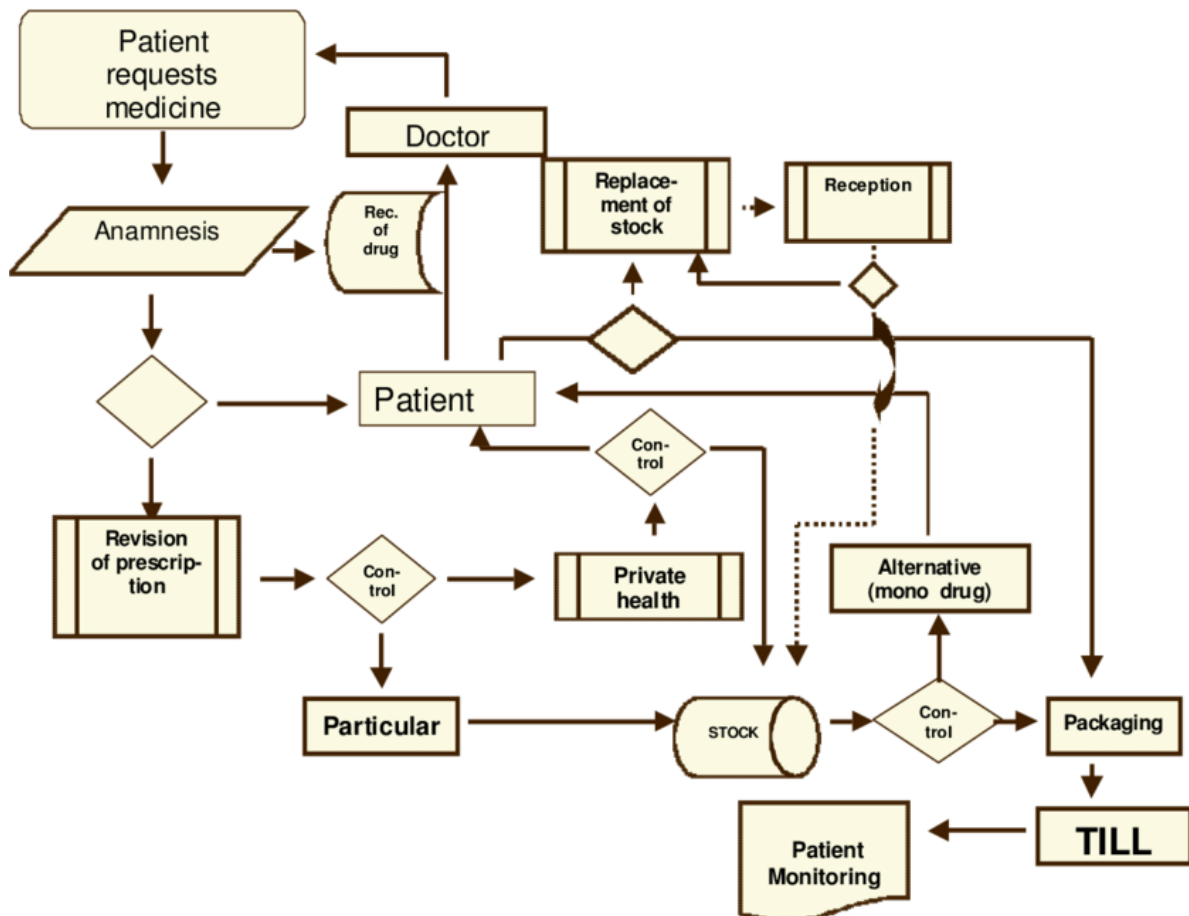 Patient
requests
medicine
Doctor
Replace-
ment of
stock
Reception
Anamnesis
Rec.
of
drug
Patient
Con-
trol
Revision
of prescrip-
tion
Con-
trol
Private
health
Alternative
(mono drug)
Particular
STOCK
Con-
trol
Packaging
TILL
Patient
Monitoring